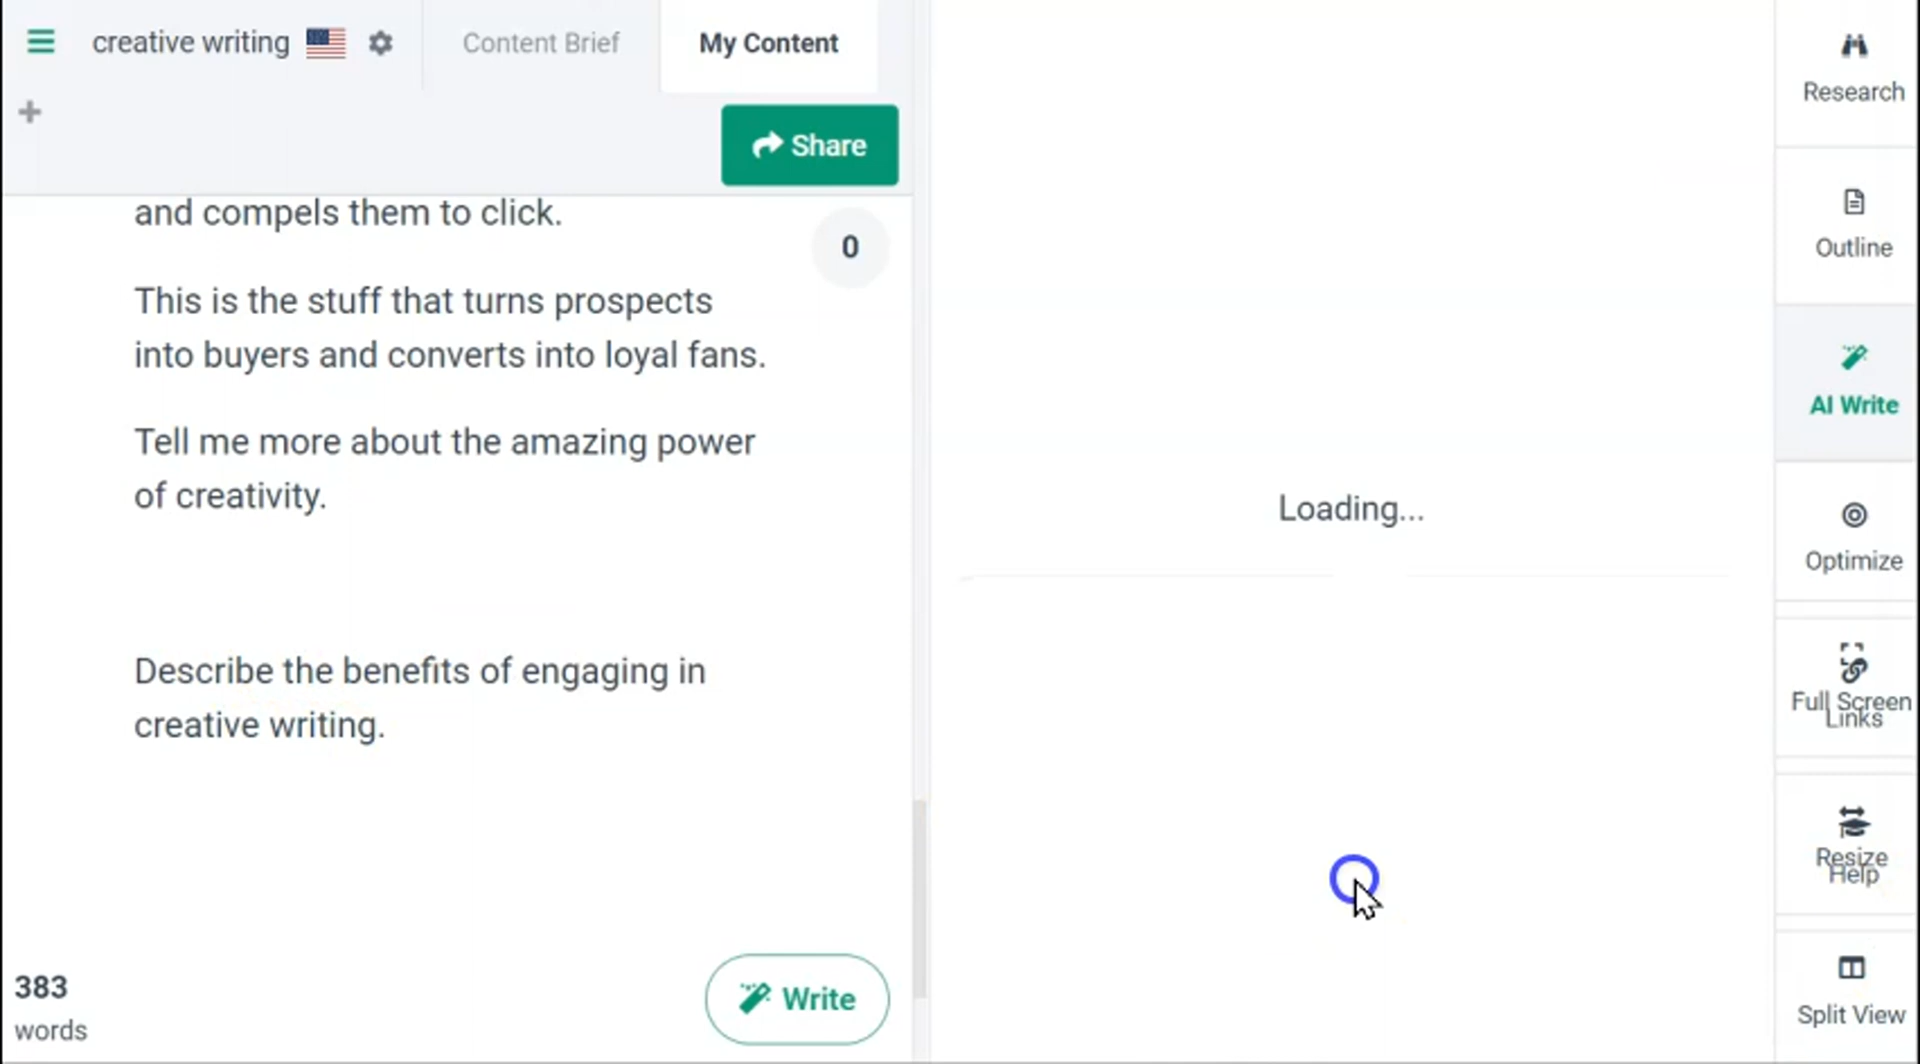 creative writing
Content Brief
My Content
+
Share
and compels them to click.
0
This is the stuff that turns prospects
into buyers and converts into loyal fans.
Tell me more about the amazing power
of creativity.
Describe the benefits of engaging in
creative writing.
383
words
Write
Loading...
Research
Outline
AI Write
Optimize
Full Screen
Links
Resize
Help
Split View